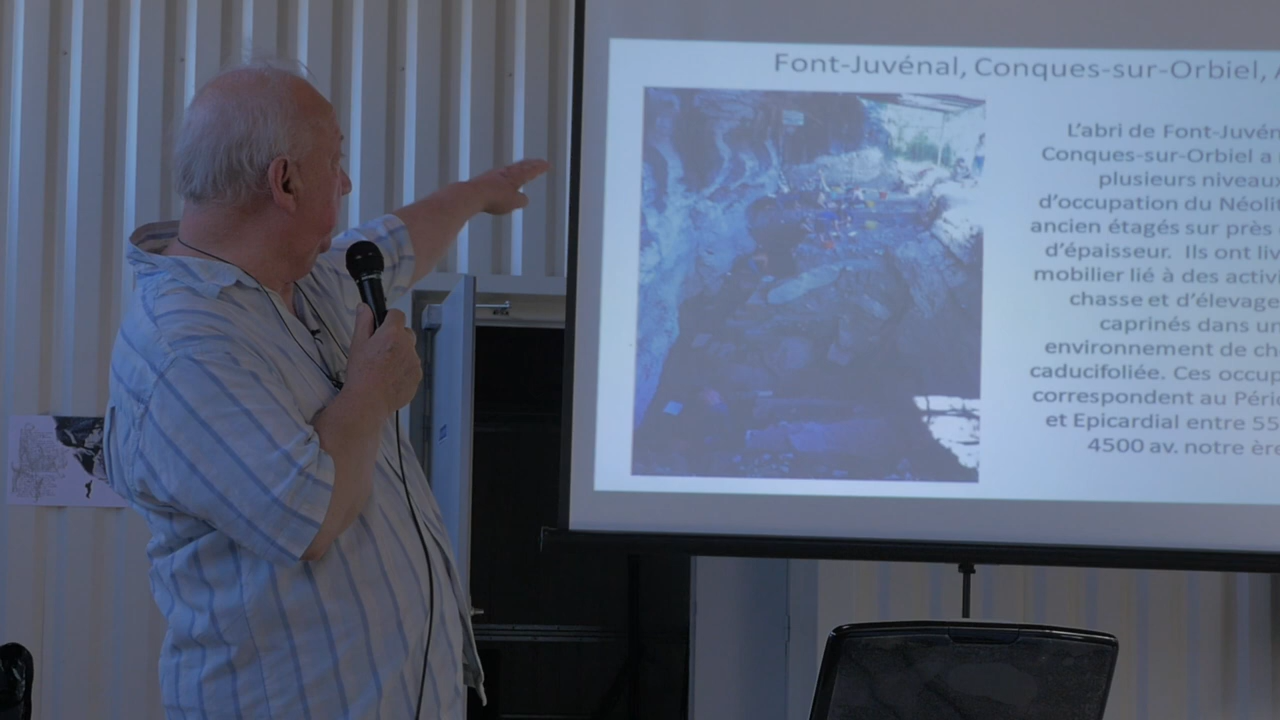 Font-Juvénal, Conques-sur-Orbiel,
L'abri de Font-Juvén
Conques-sur-Orbiel a
plusieurs niveaux
d'occupation du Néolit
ancien étagés sur près
d'épaisseur. Ils ont liv
mobilier lié à des activ
chasse et d'élevage
caprinés dans un
environnement de ch
caducifoliée. Ces occup
correspondent au Pério
et Epicardial entre 55
4500 av. notre ère